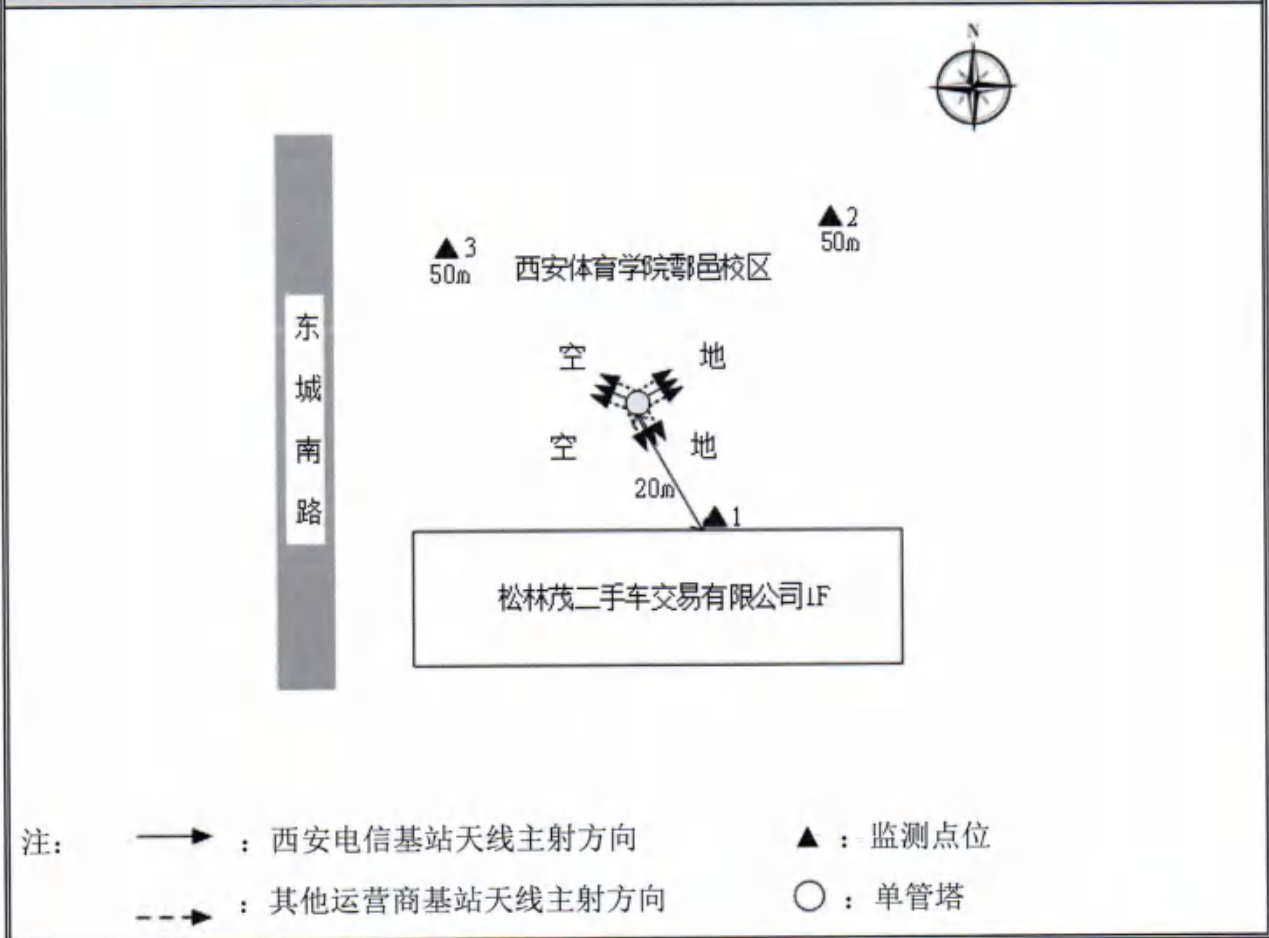 N
▲2
50m
▲3
50m
西安体育学院鄠邑校区
东城南路
空 地
空 地
20m
▲1
松林茂二手车交易有限公司1F
注：
：西安电信基站天线主射方向
▲：监测点位
：其他运营商基站天线主射方向
○：单管塔